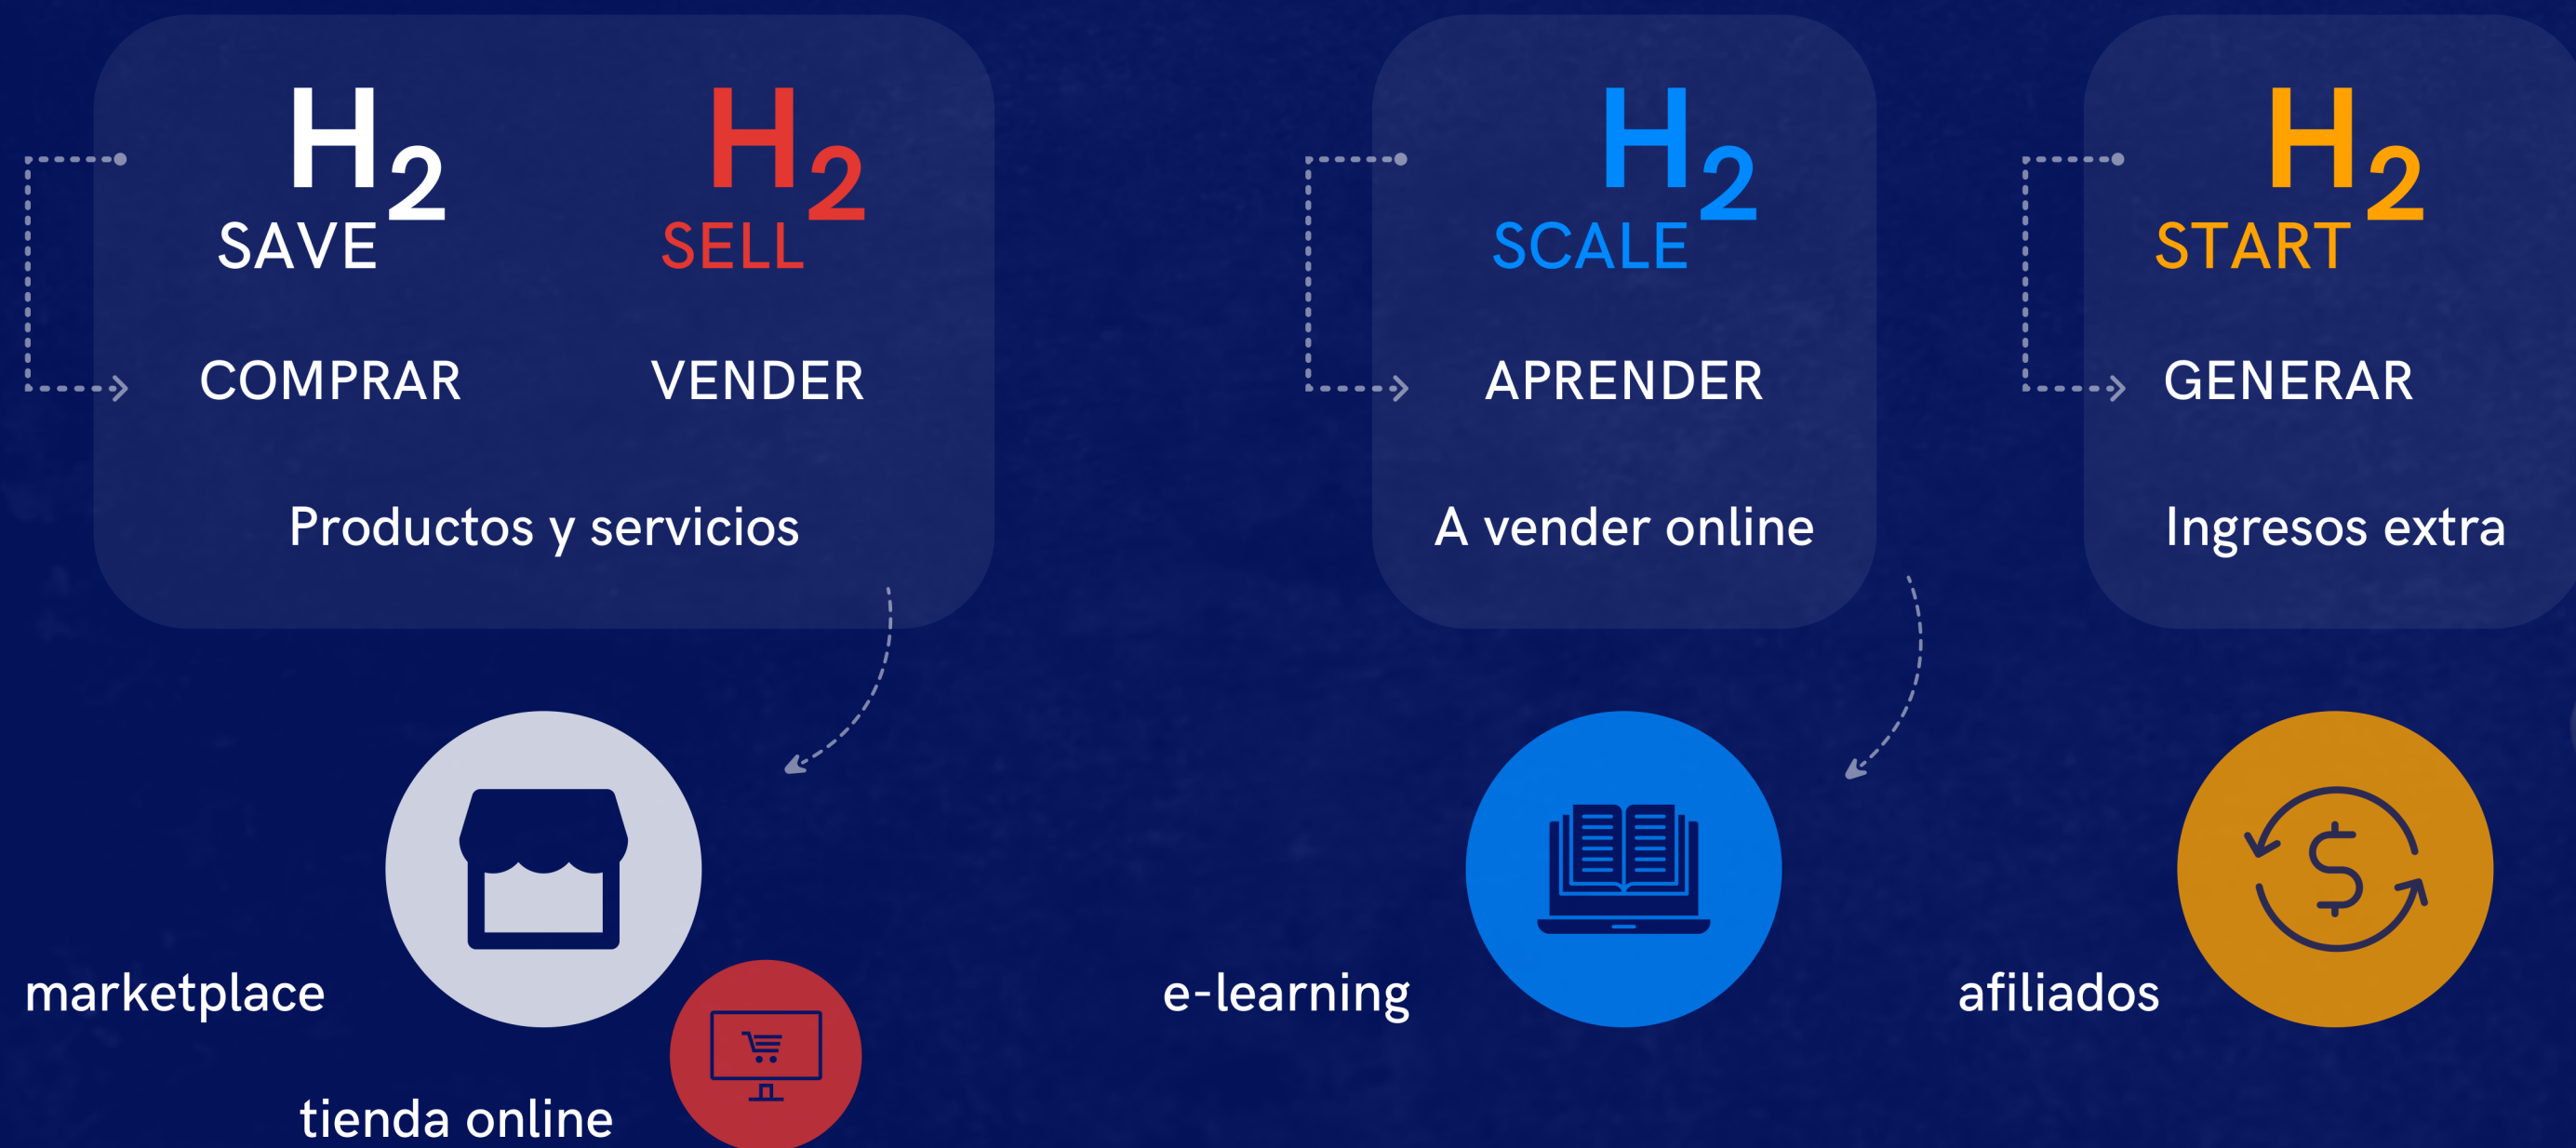 H2
SAVE
COMPRAR
H2
SELL
VENDER
Productos y servicios
H2
SCALE
APRENDER
A vender online
H2
START
GENERAR
Ingresos extra
marketplace
tienda online
e-learning
afiliados
$